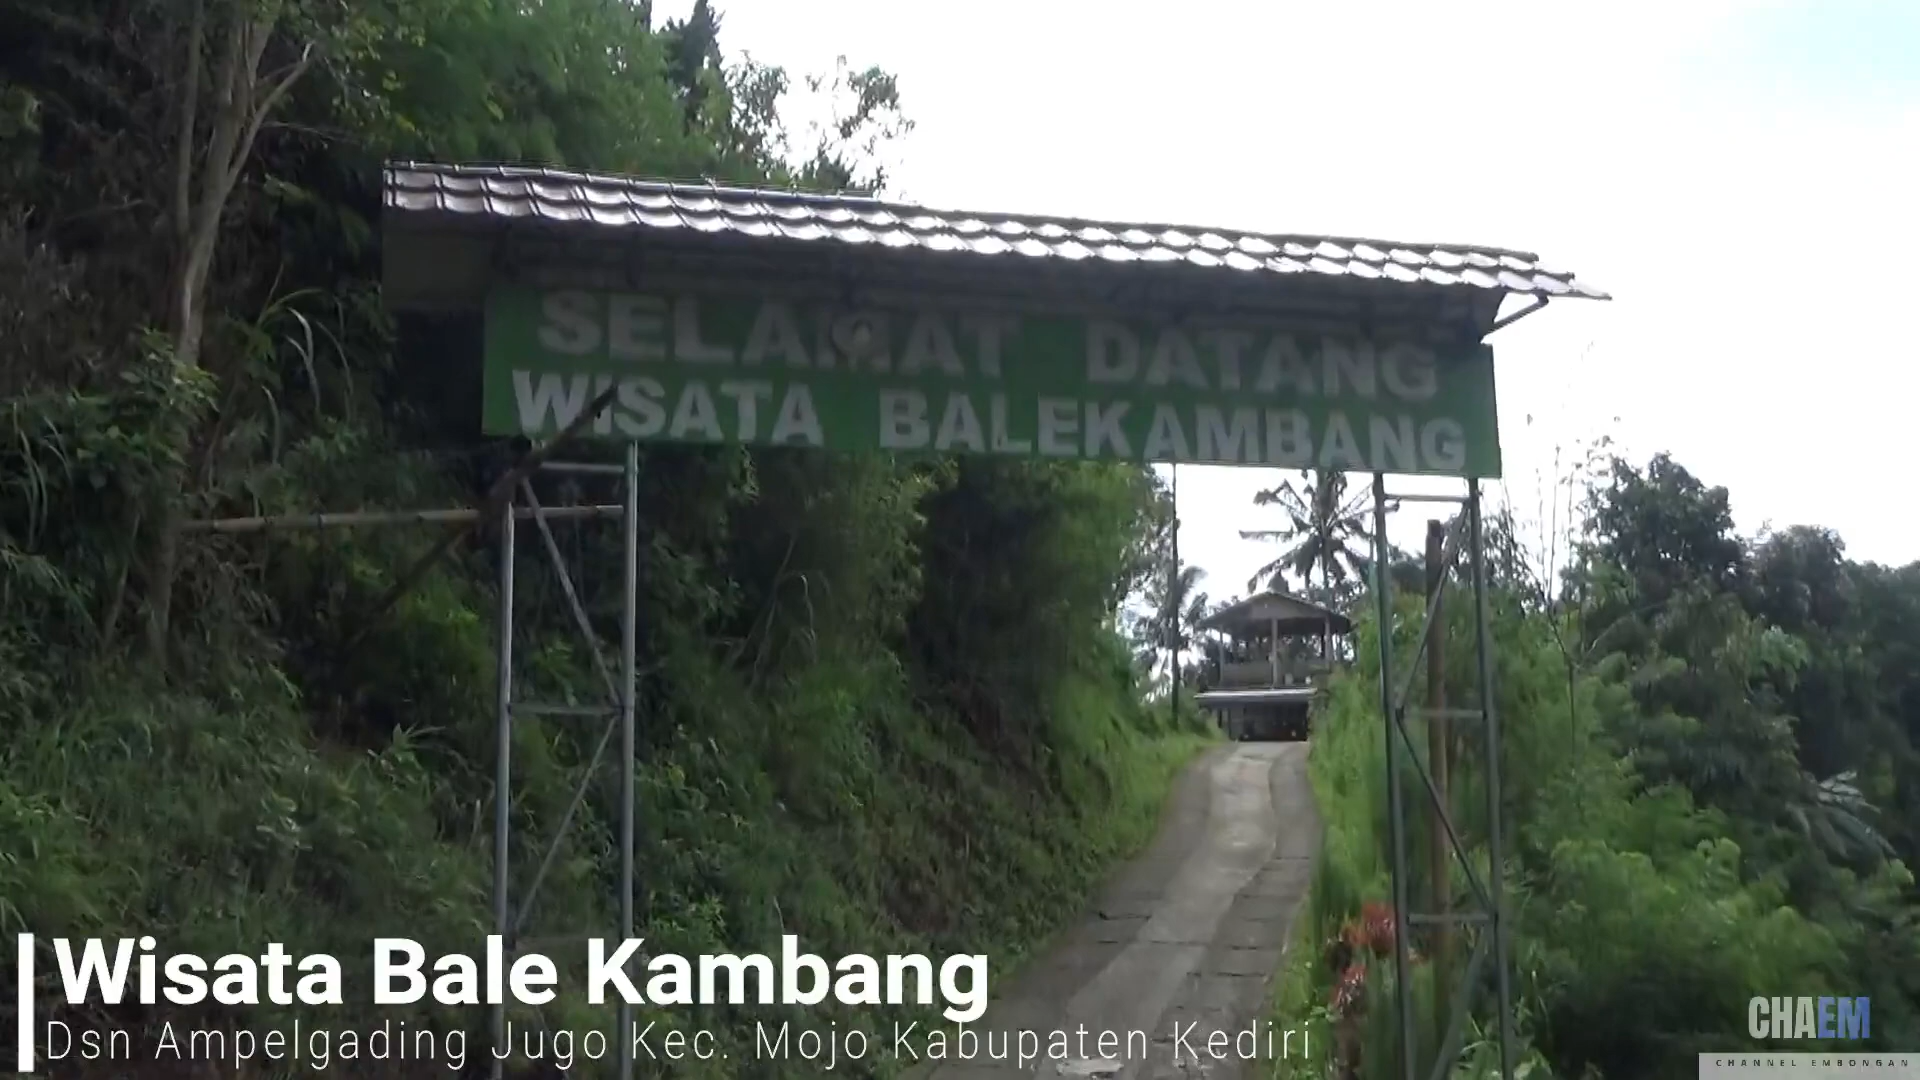 SELAMAT DATANG
WISATA BALEKAMBANG
Wisata Bale Kambang
Dsn Ampelgading Jugo Kec. Mojo Kabupaten Kediri
CHAEM
CHANNEL EMBONGAN